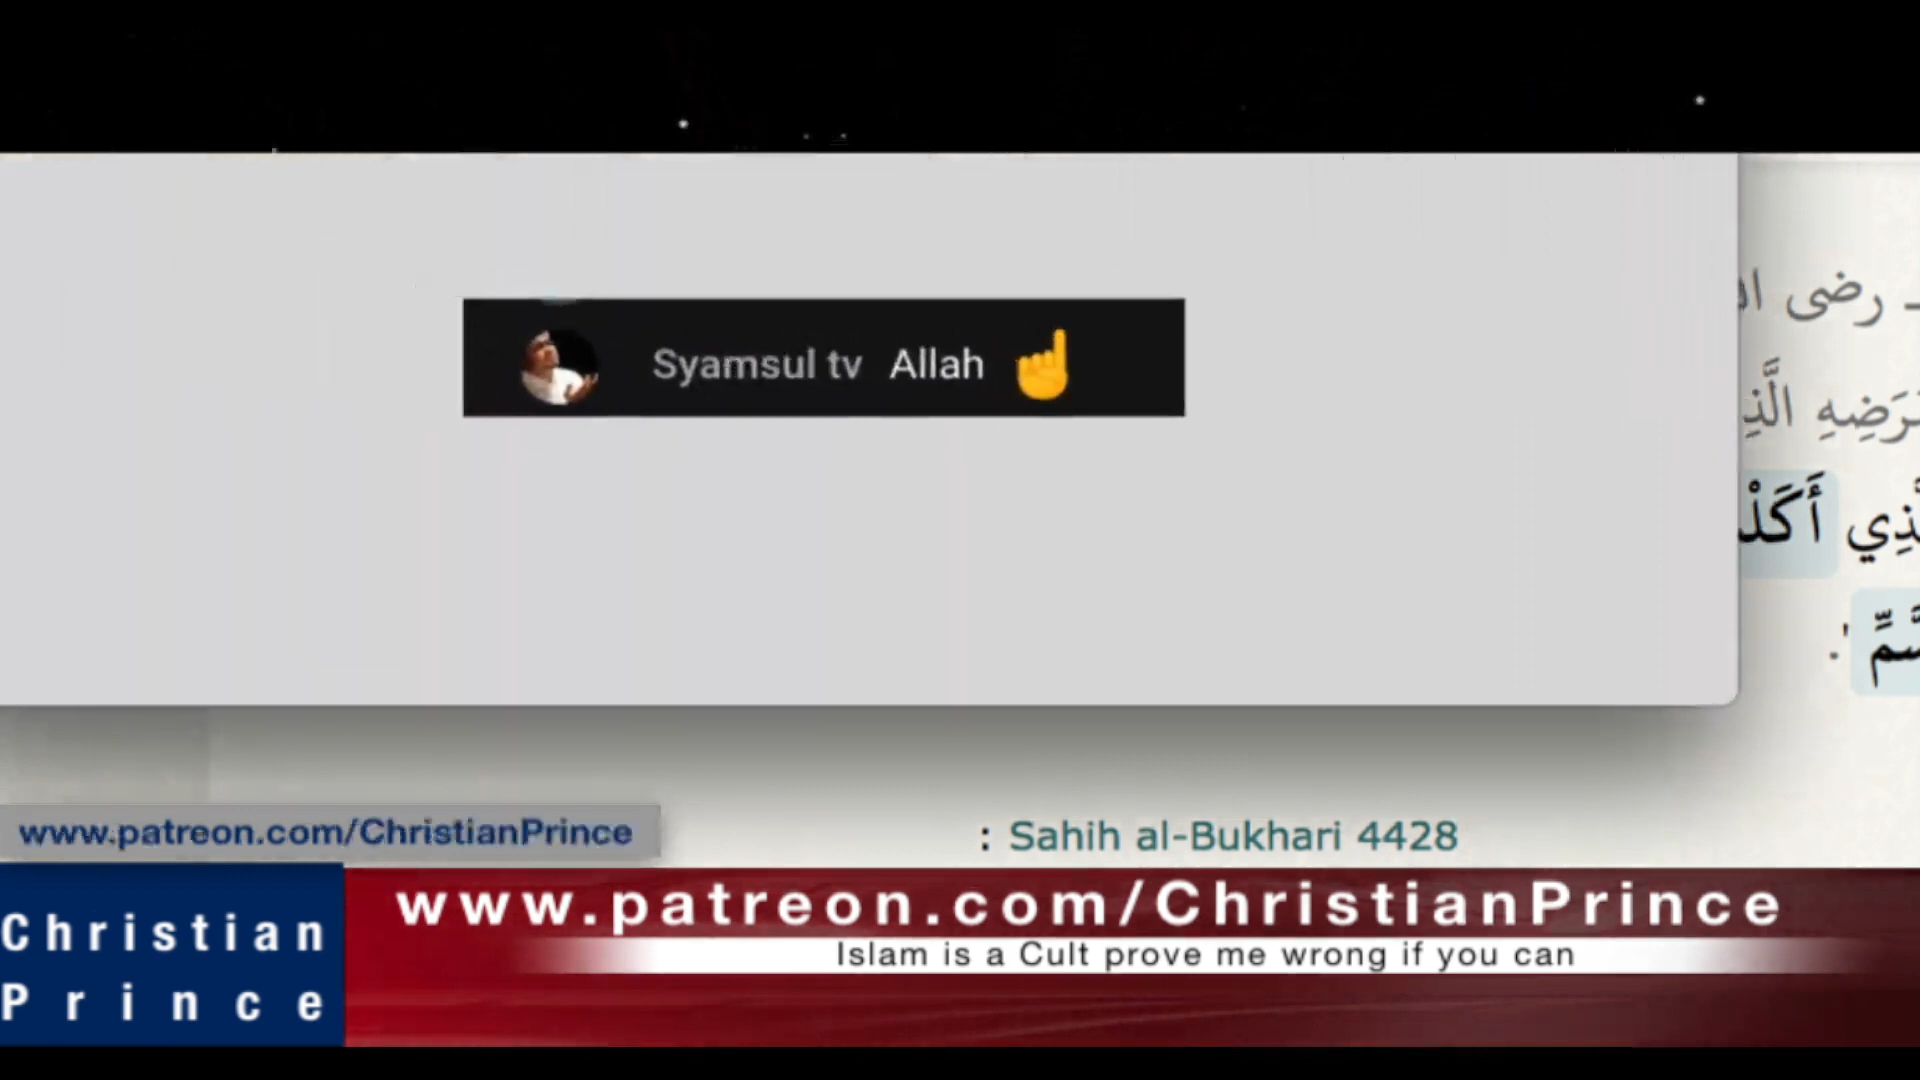 Syamsul tv Allah ☝
ـ رضى
الَّذِ
أَكَلْ
www.patreon.com/ChristianPrince
: Sahih al-Bukhari 4428
Christian
Prince
www.patreon.com/ChristianPrince
Islam is a Cult prove me wrong if you can